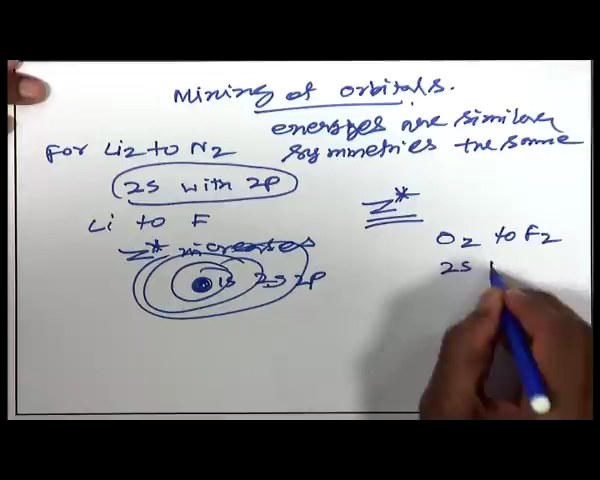 Mixing of orbitals.
energies are similar
symmetries the same
For Li2 to N2
2S with 2P
Li to F
Z* increases
1S 2S 2P
Z*
O2 to F2
2S